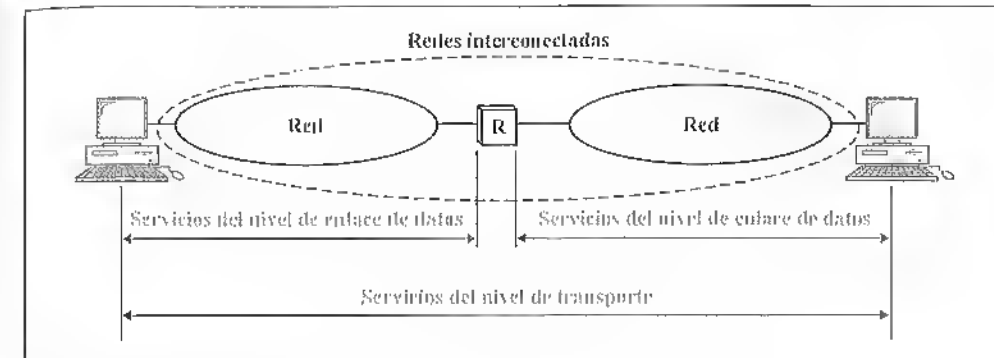 Redes interconectadas
Red
R
Red
Servicios del nivel de enlace de datos
Servicios del nivel de enlace de datos
Servicios del nivel de transporte